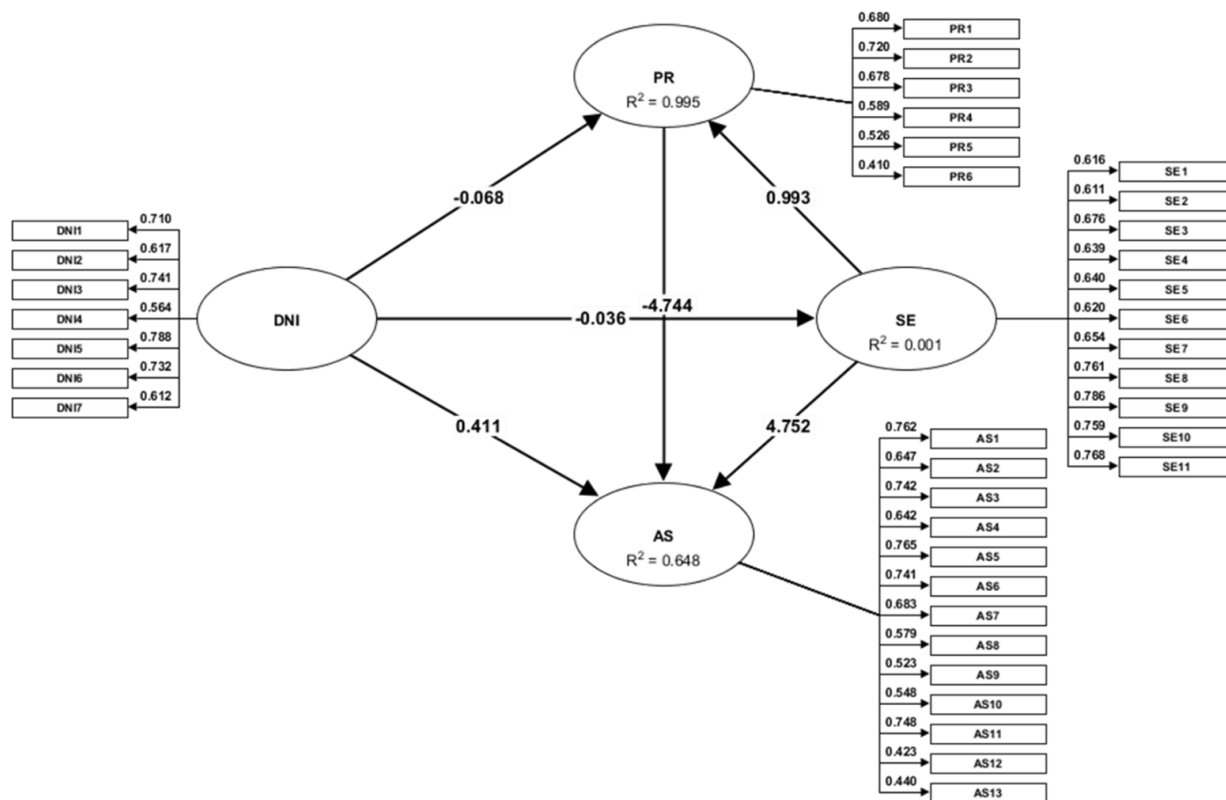 0.680
PR1
0.720
PR2
0.678
PR3
0.589
PR4
0.526
PR5
0.410
PR6
PR
R² = 0.995
-0.068
0.993
0.710
DNI1
0.617
DNI2
0.741
DNI3
0.564
DNI4
0.788
DNI5
0.732
DNI6
0.612
DNI7
DNI
-0.036
-4.744
SE
R² = 0.001
0.616
SE1
0.611
SE2
0.676
SE3
0.639
SE4
0.640
SE5
0.620
SE6
0.654
SE7
0.761
SE8
0.786
SE9
0.759
SE10
0.768
SE11
0.411
4.752
AS
R² = 0.648
0.762
AS1
0.647
AS2
0.742
AS3
0.642
AS4
0.765
AS5
0.741
AS6
0.683
AS7
0.579
AS8
0.523
AS9
0.548
AS10
0.748
AS11
0.423
AS12
0.440
AS13